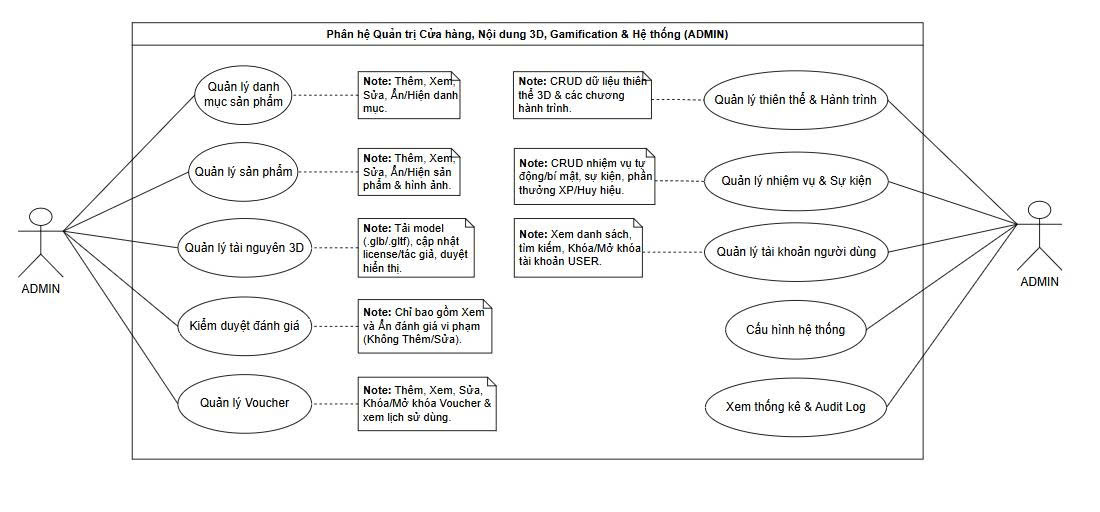 Phân hệ Quản trị Cửa hàng, Nội dung 3D, Gamification & Hệ thống (ADMIN)
ADMIN
Quản lý danh
mục sản phẩm
Note: Thêm, Xem,
Sửa, Ẩn/Hiện danh
mục.
Quản lý sản phẩm
Note: Thêm, Xem,
Sửa, Ẩn/Hiện sản
phẩm & hình ảnh.
Quản lý tài nguyên 3D
Note: Tải model
(.glb/.gltf), cập nhật
license/tác giả, duyệt
hiển thị.
Kiểm duyệt đánh giá
Note: Chỉ bao gồm Xem
và Ẩn đánh giá vi phạm
(Không Thêm/Sửa).
Quản lý Voucher
Note: Thêm, Xem, Sửa,
Khóa/Mở khóa Voucher &
xem lịch sử dùng.
Note: CRUD dữ liệu thiên
thể 3D & các chương
hành trình.
Quản lý thiên thể & Hành trình
Note: CRUD nhiệm vụ tự
động/bí mật, sự kiện, phần
thưởng XP/Huy hiệu.
Quản lý nhiệm vụ & Sự kiện
Note: Xem danh sách,
tìm kiếm, Khóa/Mở khóa
tài khoản USER.
Quản lý tài khoản người dùng
Cấu hình hệ thống
Xem thống kê & Audit Log
ADMIN